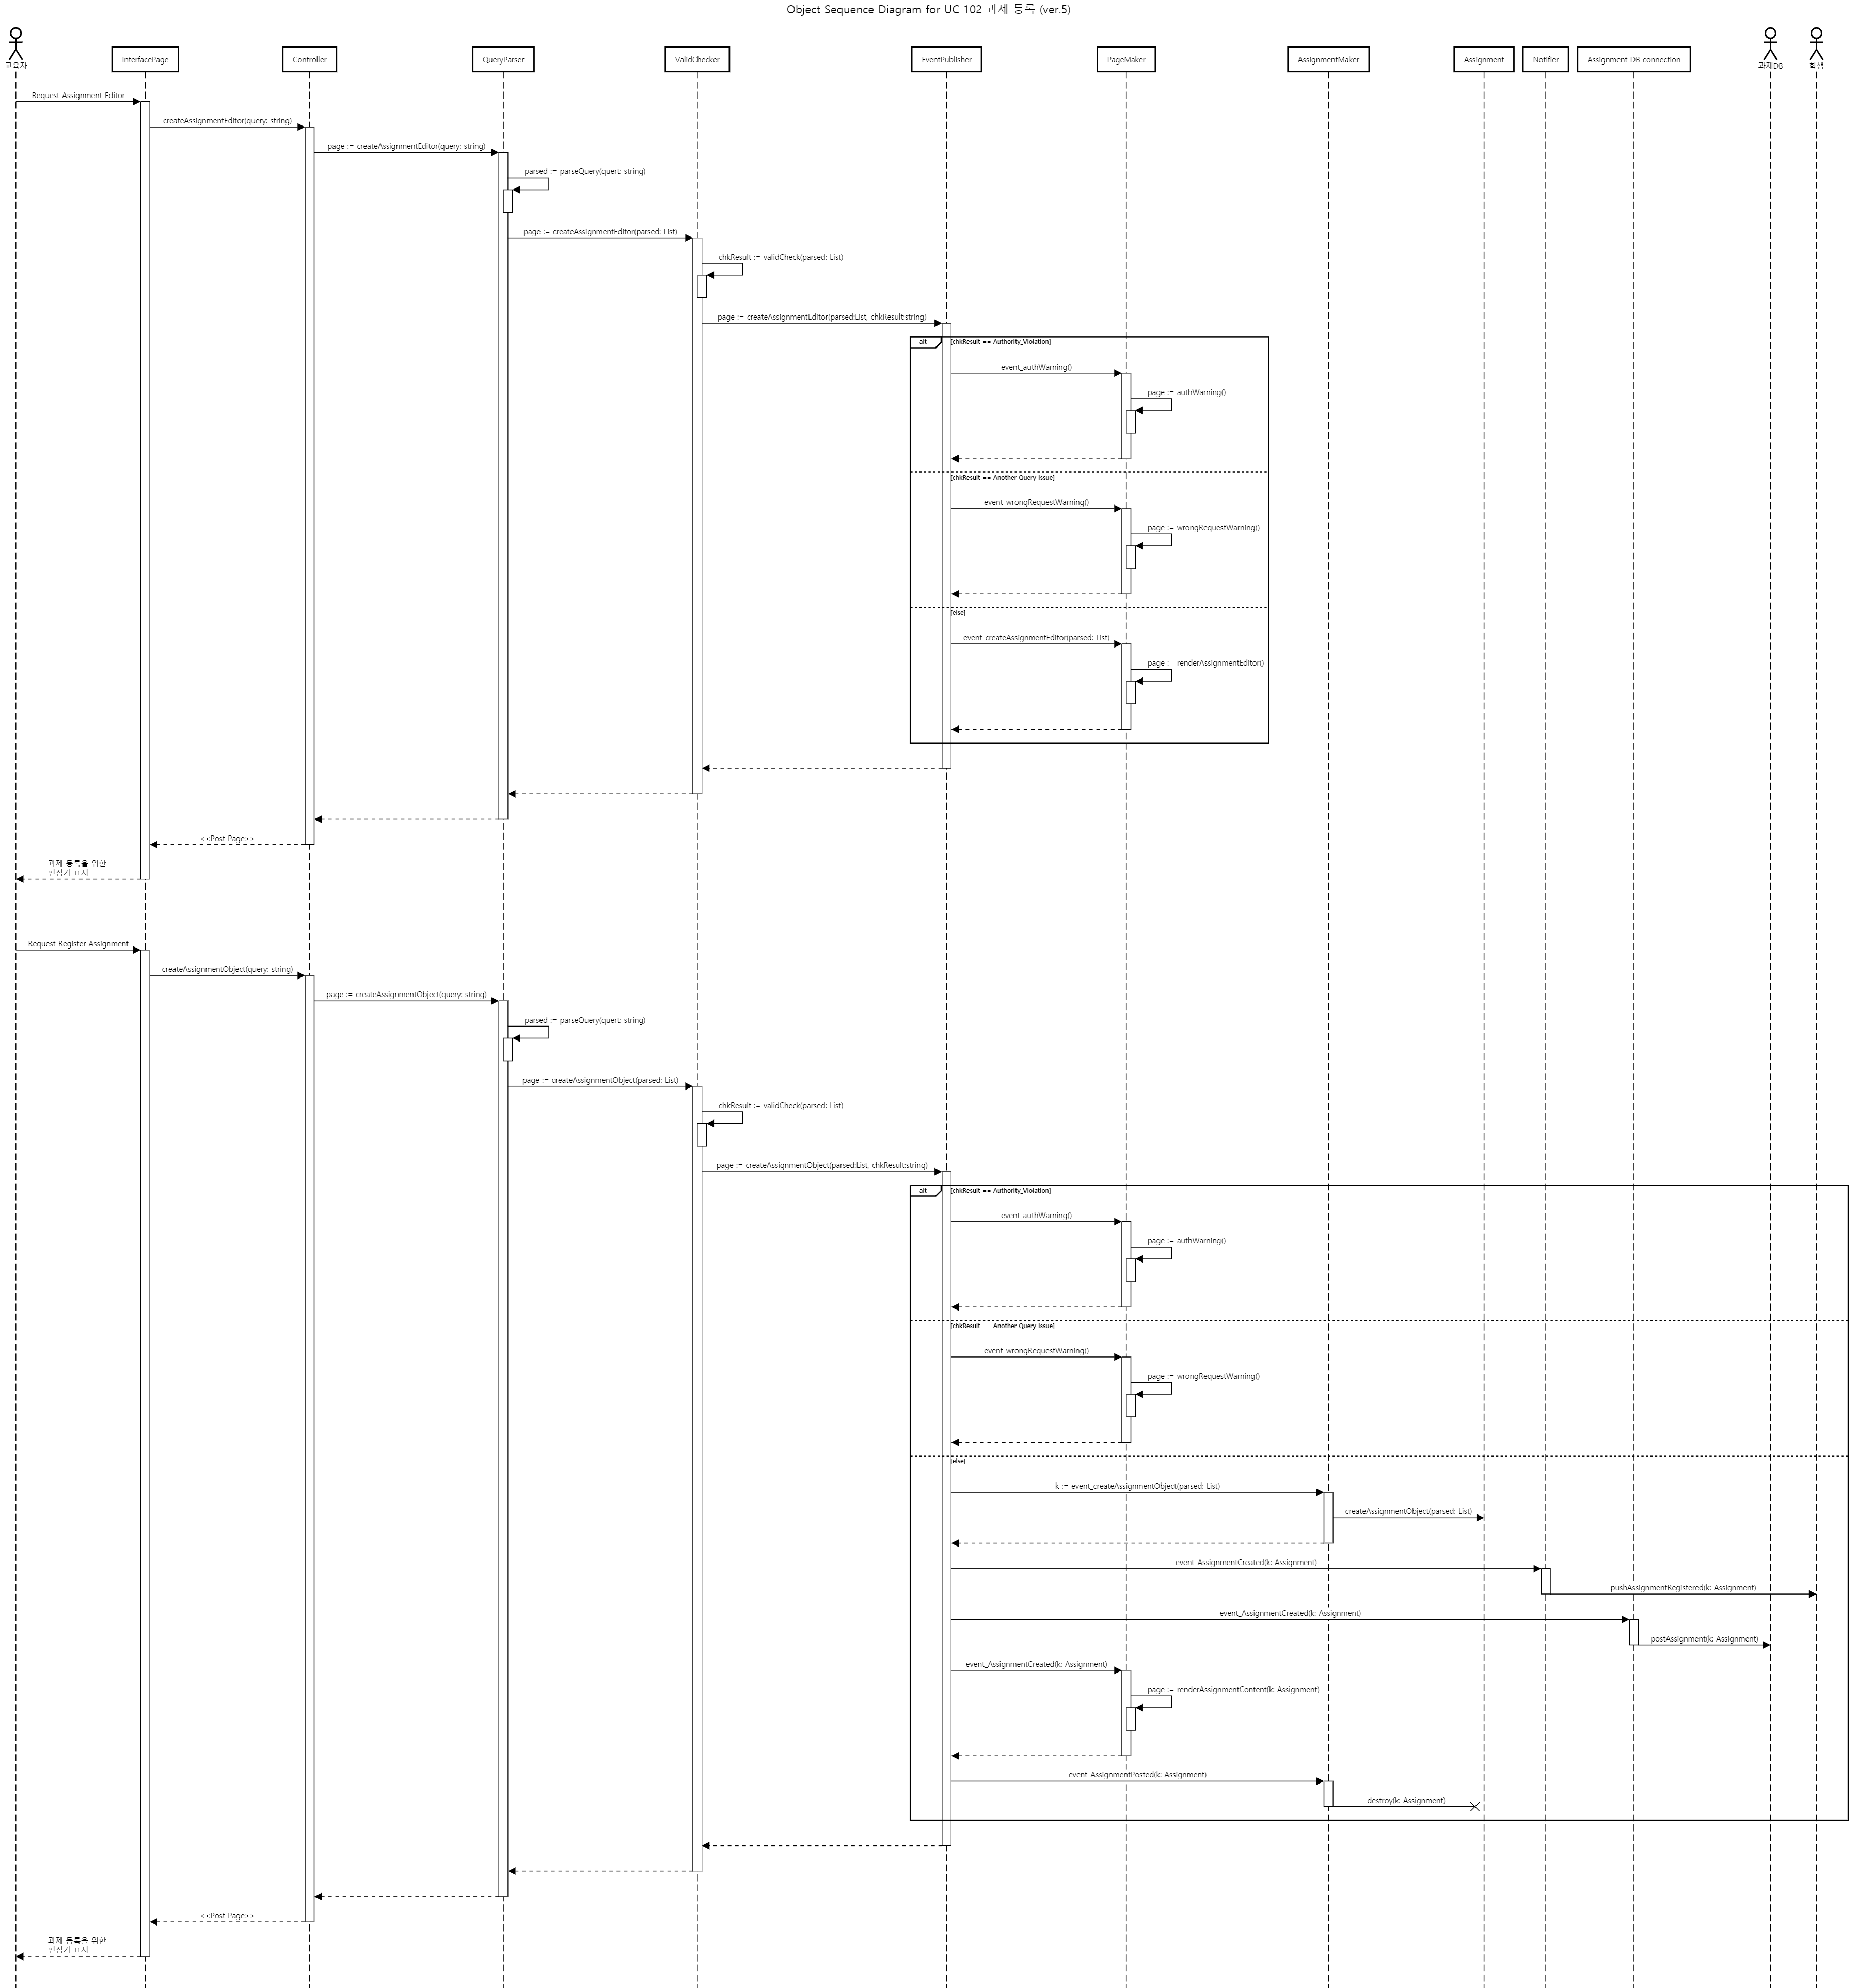 Object Sequence Diagram for UC 102 과제 등록 (ver.5)
교육자
InterfacePage
Controller
QueryParser
ValidChecker
EventPublisher
PageMaker
AssignmentMaker
Assignment
Notifier
Assignment DB connection
과제DB
학생
Request Assignment Editor
createAssignmentEditor(query: string)
page := createAssignmentEditor(query: string)
parsed := parseQuery(quert: string)
page := createAssignmentEditor(parsed: List)
chkResult := validCheck(parsed: List)
page := createAssignmentEditor(parsed:List, chkResult:string)
alt
[chkResult == Authority_Violation]
event_authWarning()
page := authWarning()
[chkResult == Another Query Issue]
event_wrongRequestWarning()
page := wrongRequestWarning()
[else]
event_createAssignmentEditor(parsed: List)
page := renderAssignmentEditor()
<<Post Page>>
과제 등록을 위한
편집기 표시
Request Register Assignment
createAssignmentObject(query: string)
page := createAssignmentObject(query: string)
parsed := parseQuery(quert: string)
page := createAssignmentObject(parsed: List)
chkResult := validCheck(parsed: List)
page := createAssignmentObject(parsed:List, chkResult:string)
alt
[chkResult == Authority_Violation]
event_authWarning()
page := authWarning()
[chkResult == Another Query Issue]
event_wrongRequestWarning()
page := wrongRequestWarning()
[else]
k := event_createAssignmentObject(parsed: List)
createAssignmentObject(parsed: List)
event_AssignmentCreated(k: Assignment)
pushAssignmentRegistered(k: Assignment)
event_AssignmentCreated(k: Assignment)
postAssignment(k: Assignment)
event_AssignmentCreated(k: Assignment)
page := renderAssignmentContent(k: Assignment)
event_AssignmentPosted(k: Assignment)
destroy(k: Assignment)
<<Post Page>>
과제 등록을 위한
편집기 표시